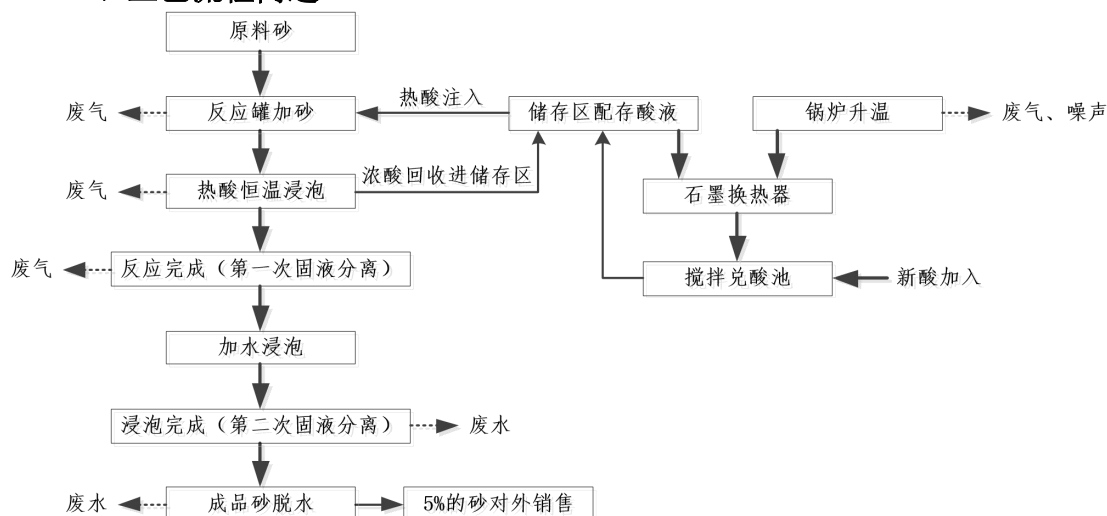 原料砂
废气
反应罐加砂
热酸注入
储存区配存酸液
锅炉升温
废气、噪声
废气
热酸恒温浸泡
浓酸回收进储存区
石墨换热器
废气
反应完成（第一次固液分离）
搅拌兑酸池
新酸加入
加水浸泡
浸泡完成（第二次固液分离）
废水
废水
成品砂脱水
5%的砂对外销售